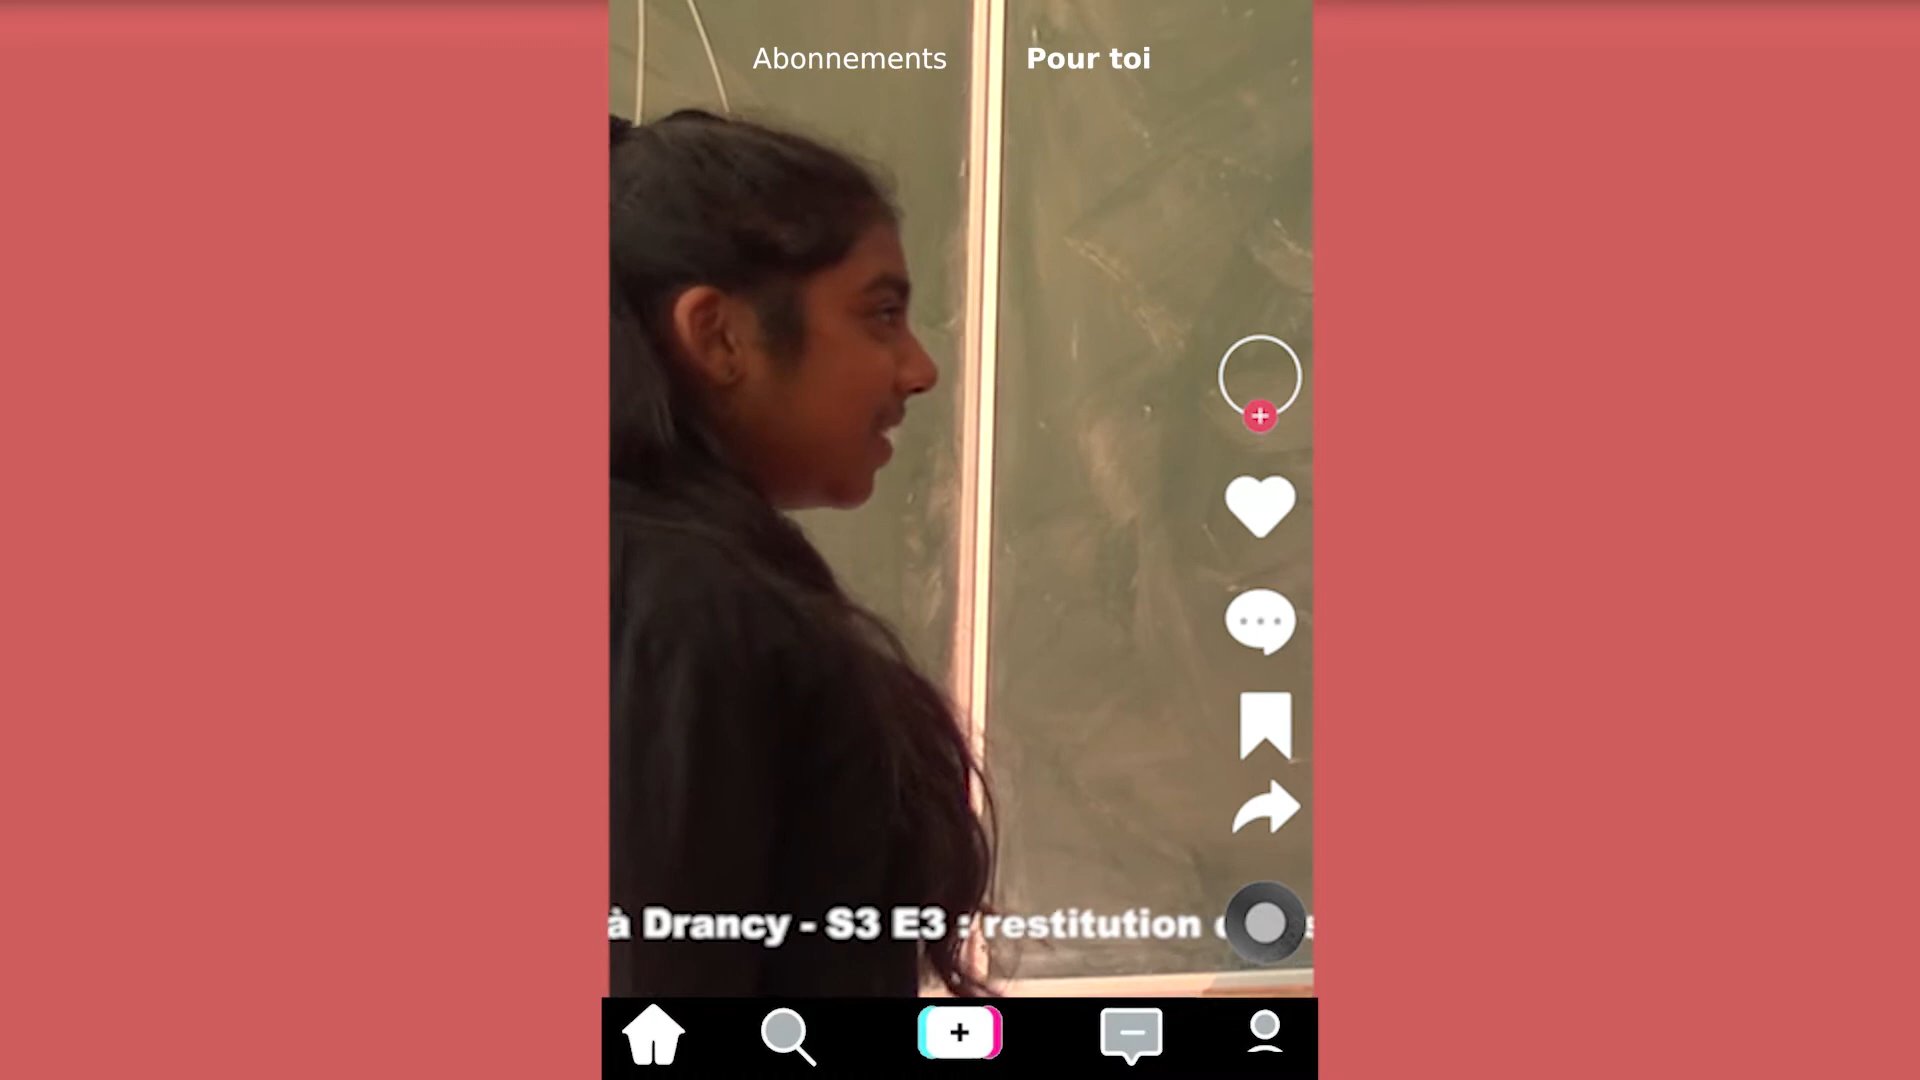 Abonnements Pour toi
à Drancy - S3 E3 : restitution